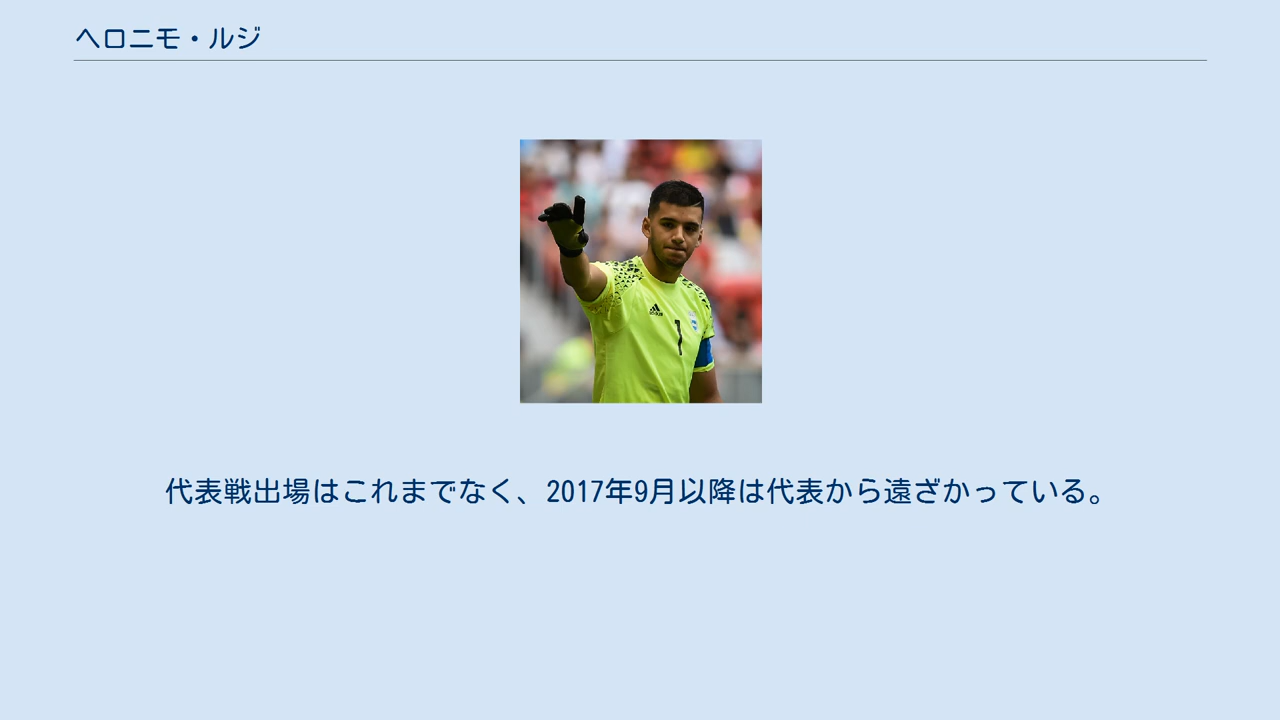 ヘロニモ・ルジ
1
代表戦出場はこれまでなく、2017年9月以降は代表から遠ざかっている。